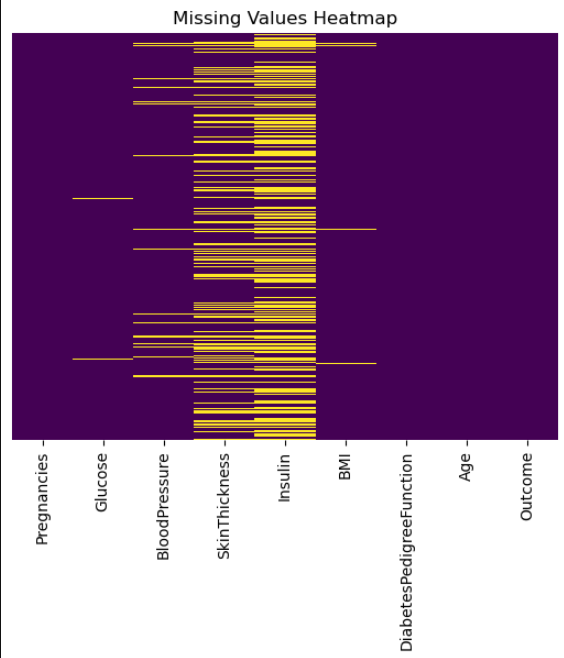 Missing Values Heatmap
Pregnancies
Glucose
BloodPressure
SkinThickness
Insulin
BMI
DiabetesPedigreeFunction
Age
Outcome